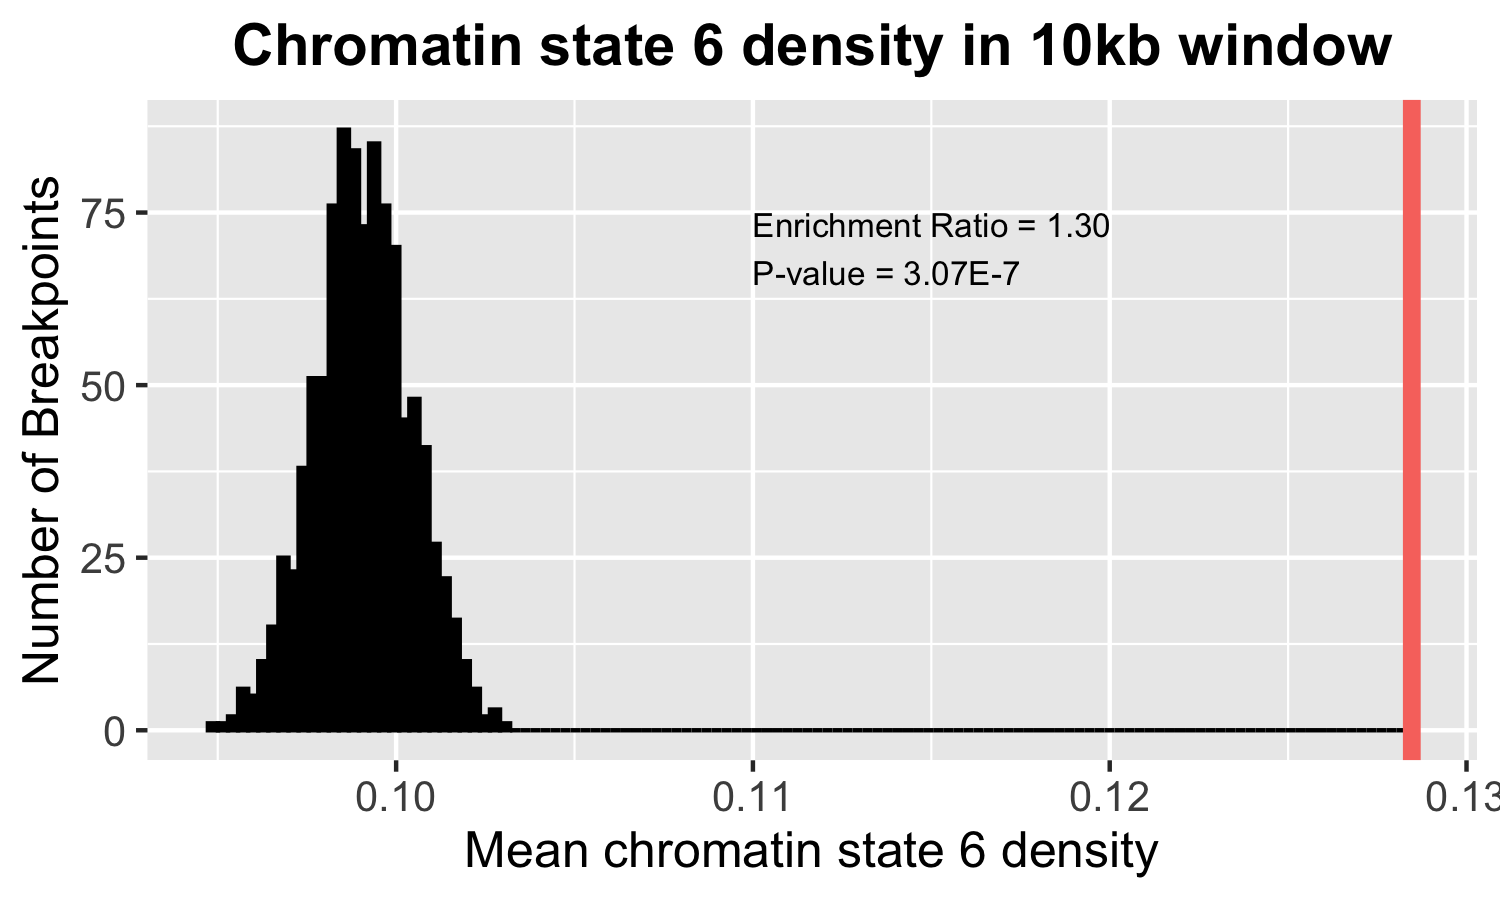 Chromatin state 6 density in 10kb window
Number of Breakpoints
75
50
25
0
Enrichment Ratio = 1.30
P-value = 3.07E-7
0.10
0.11
0.12
0.13
Mean chromatin state 6 density